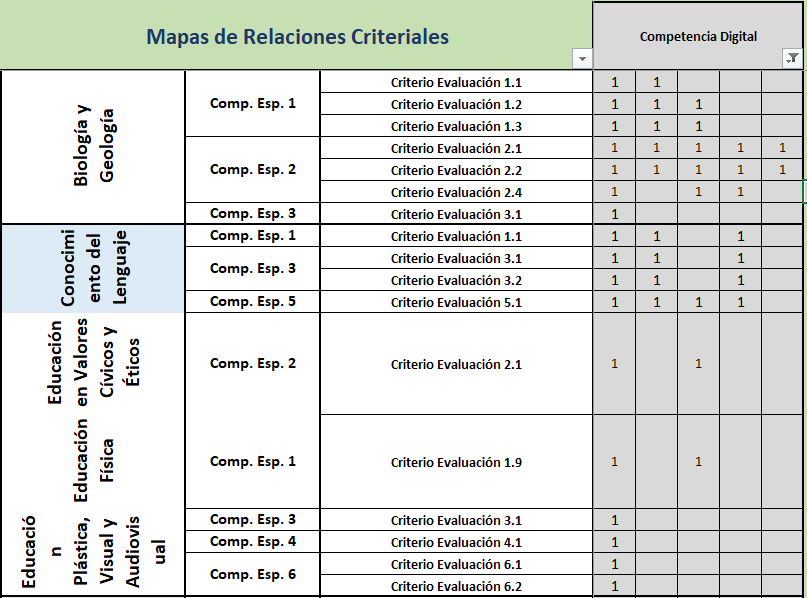 Mapas de Relaciones Criteriales
Competencia Digital
Biología y
Geología
Comp. Esp. 1
Criterio Evaluación 1.1 1 1
Criterio Evaluación 1.2 1 1 1
Criterio Evaluación 1.3 1 1 1
Comp. Esp. 2
Criterio Evaluación 2.1 1 1 1 1 1
Criterio Evaluación 2.2 1 1 1 1 1
Criterio Evaluación 2.4 1 1 1
Comp. Esp. 3
Criterio Evaluación 3.1 1
Conocimi
ento del
Lenguaje
Comp. Esp. 1
Criterio Evaluación 1.1 1 1 1
Comp. Esp. 3
Criterio Evaluación 3.1 1 1 1
Criterio Evaluación 3.2 1 1 1
Comp. Esp. 5
Criterio Evaluación 5.1 1 1 1 1
Educación
en Valores
Cívicos y
Éticos
Comp. Esp. 2
Criterio Evaluación 2.1 1 1
Educación
Física
Comp. Esp. 1
Criterio Evaluación 1.9 1 1
Educació
n
Plástica,
Visual y
Audiovis
ual
Comp. Esp. 3
Criterio Evaluación 3.1 1
Comp. Esp. 4
Criterio Evaluación 4.1 1
Comp. Esp. 6
Criterio Evaluación 6.1 1
Criterio Evaluación 6.2 1